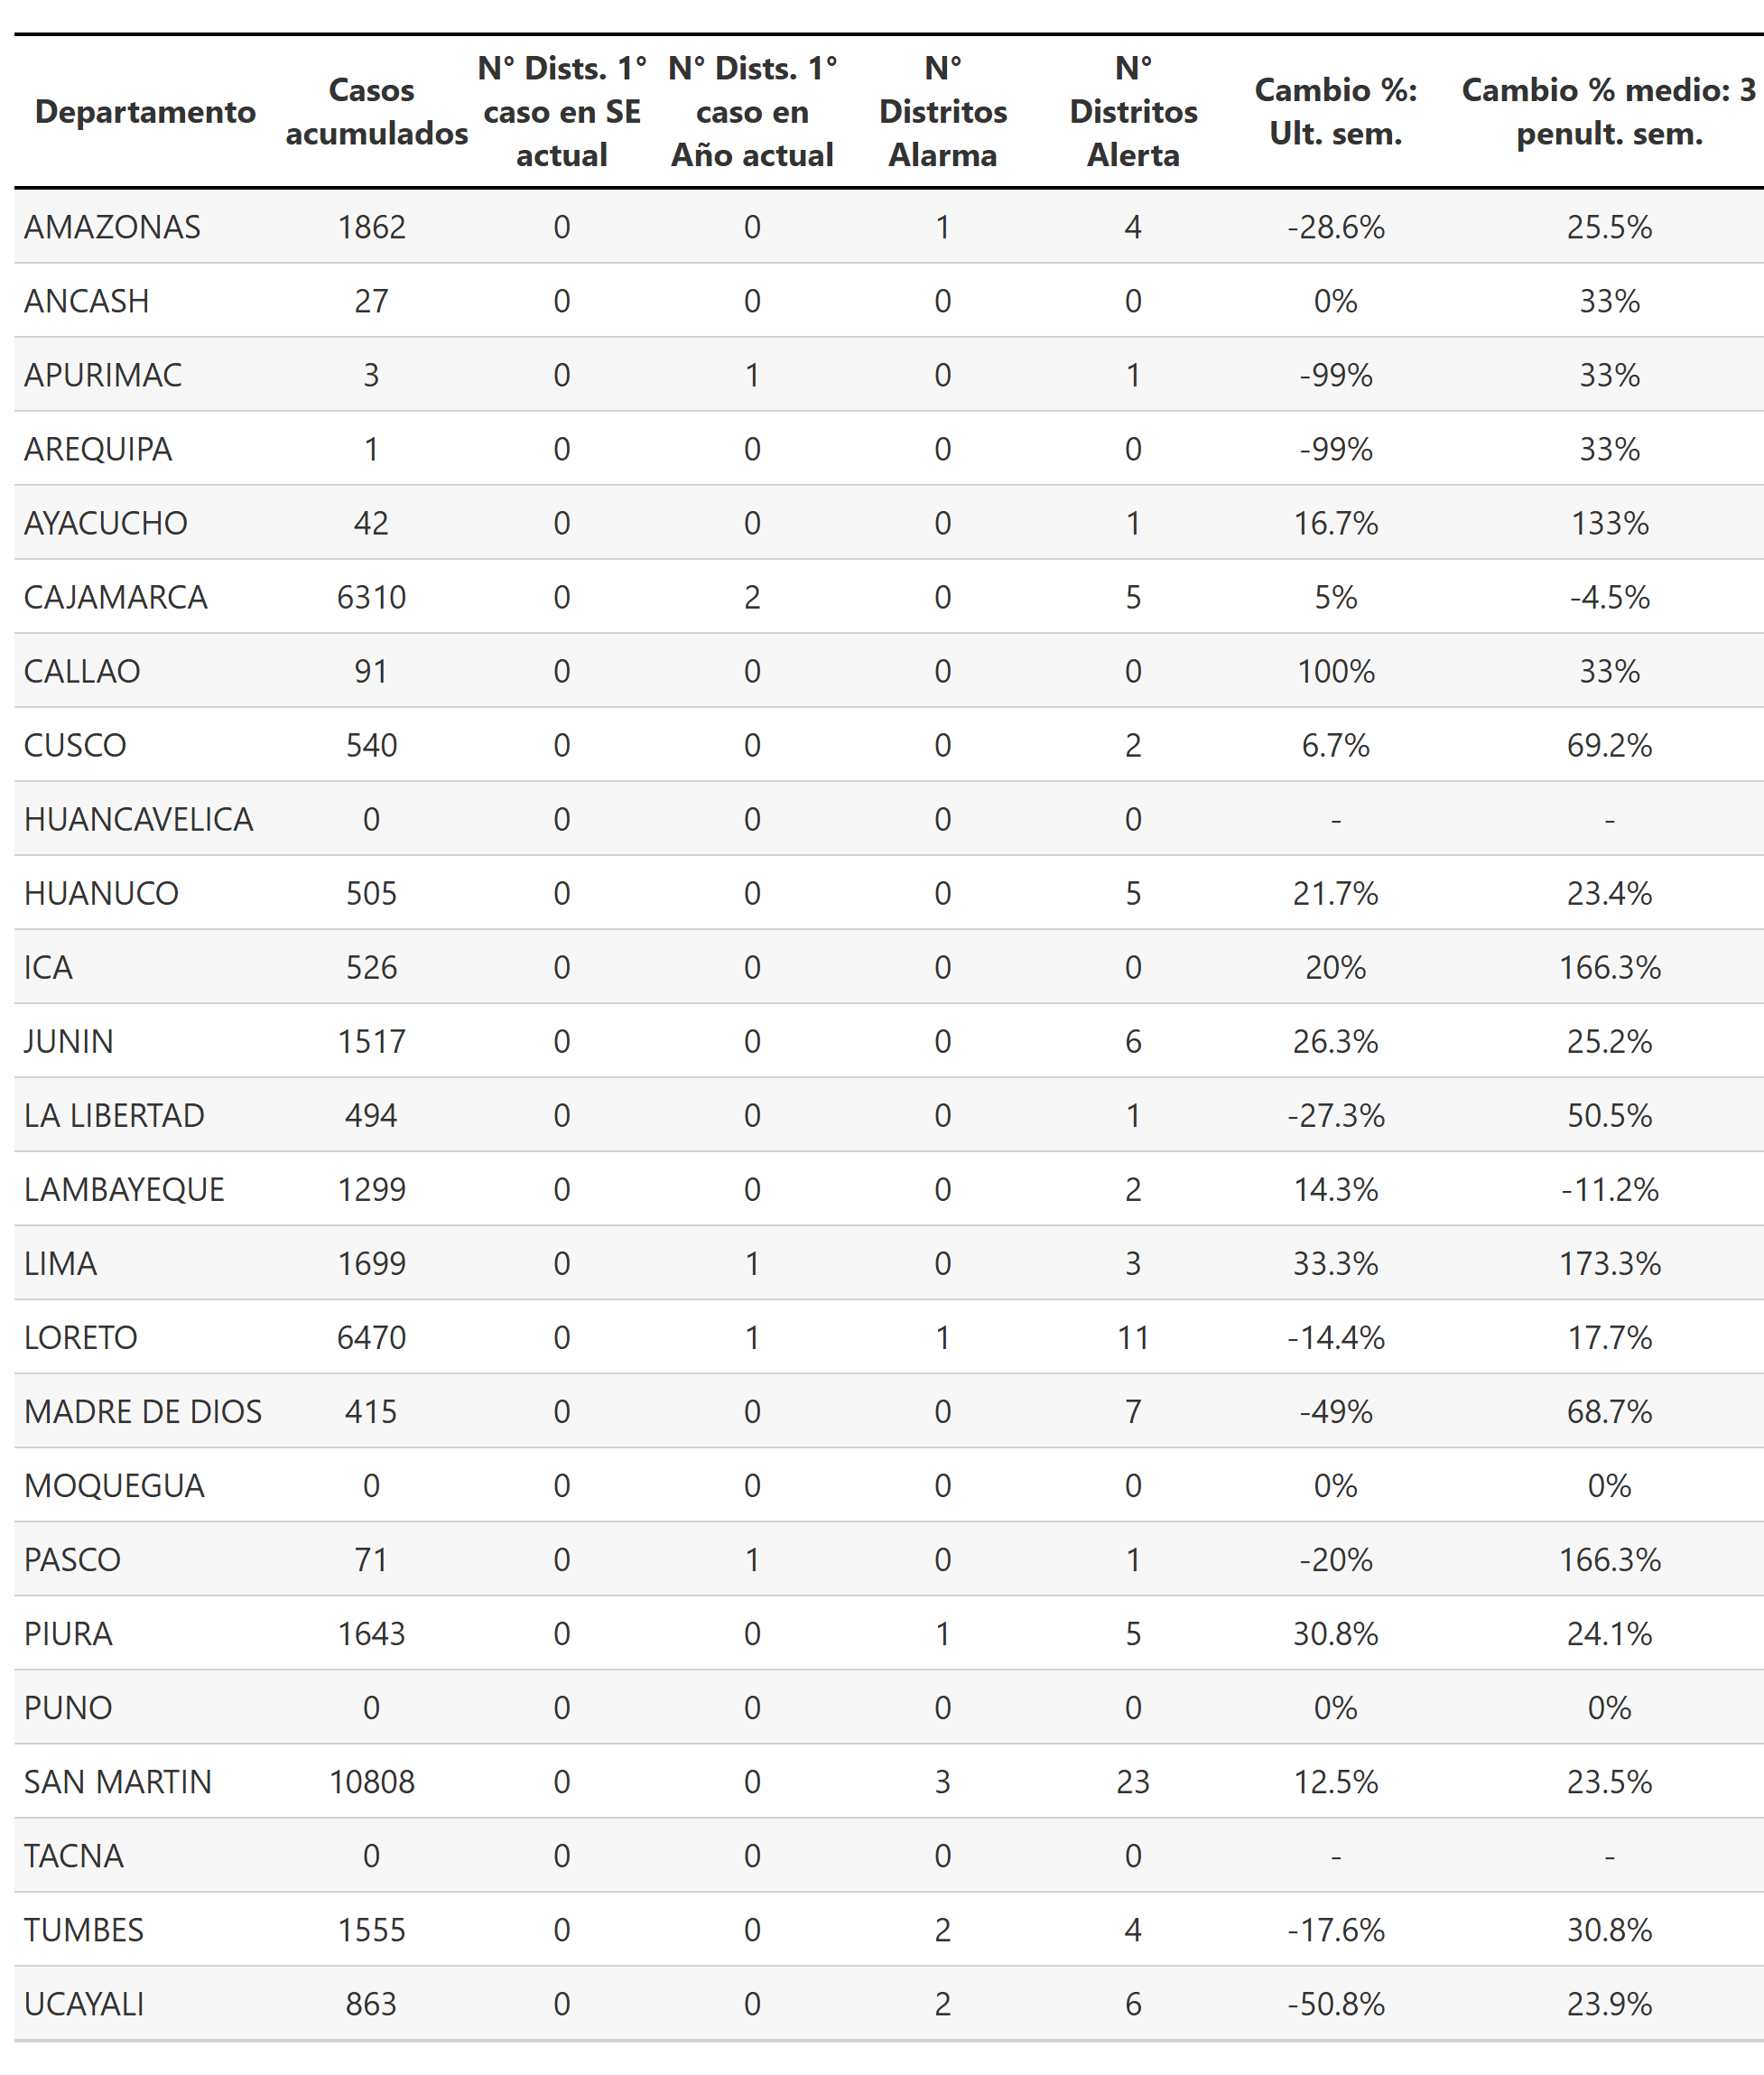 Departamento Casos acumulados N° Dists. 1° caso en SE actual N° Dists. 1° caso en Año actual N° Distritos Alarma N° Distritos Alerta Cambio %: Ult. sem. Cambio % medio: 3 penult. sem.
AMAZONAS 1862 0 0 1 4 -28.6% 25.5%
ANCASH 27 0 0 0 0 0% 33%
APURIMAC 3 0 1 0 1 -99% 33%
AREQUIPA 1 0 0 0 0 -99% 33%
AYACUCHO 42 0 0 0 1 16.7% 133%
CAJAMARCA 6310 0 2 0 5 5% -4.5%
CALLAO 91 0 0 0 0 100% 33%
CUSCO 540 0 0 0 2 6.7% 69.2%
HUANCAVELICA 0 0 0 0 0 - -
HUANUCO 505 0 0 0 5 21.7% 23.4%
ICA 526 0 0 0 0 20% 166.3%
JUNIN 1517 0 0 0 6 26.3% 25.2%
LA LIBERTAD 494 0 0 0 1 -27.3% 50.5%
LAMBAYEQUE 1299 0 0 0 2 14.3% -11.2%
LIMA 1699 0 1 0 3 33.3% 173.3%
LORETO 6470 0 1 1 11 -14.4% 17.7%
MADRE DE DIOS 415 0 0 0 7 -49% 68.7%
MOQUEGUA 0 0 0 0 0 0% 0%
PASCO 71 0 1 0 1 -20% 166.3%
PIURA 1643 0 0 1 5 30.8% 24.1%
PUNO 0 0 0 0 0 0% 0%
SAN MARTIN 10808 0 0 3 23 12.5% 23.5%
TACNA 0 0 0 0 0 - -
TUMBES 1555 0 0 2 4 -17.6% 30.8%
UCAYALI 863 0 0 2 6 -50.8% 23.9%